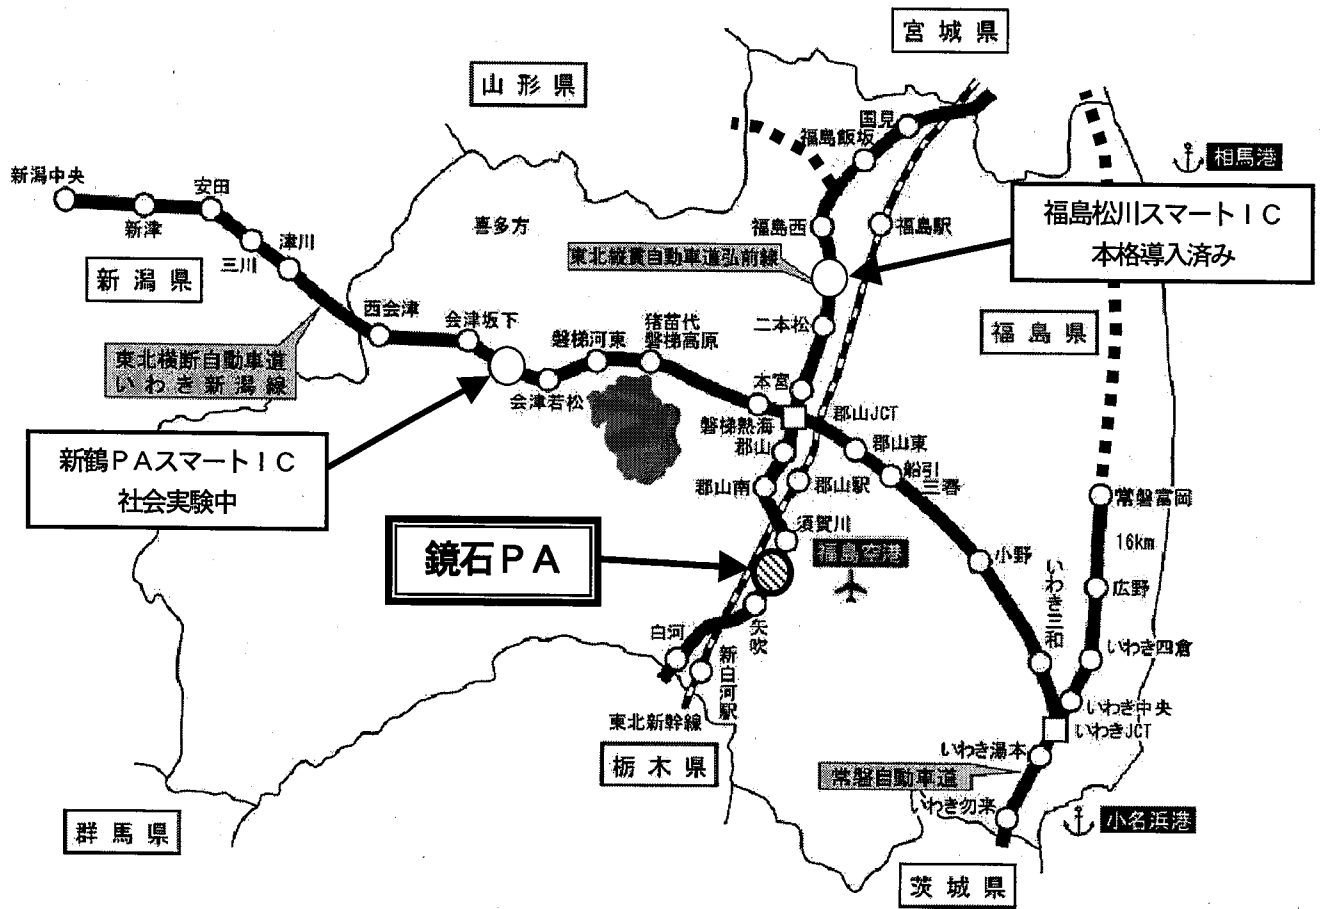 宮城県
山形県
国見
福島飯坂
相馬港
新潟中央
安田
新津
福島松川スマートIC
本格導入済み
喜多方
福島西
福島駅
津川
三川
東北縦貫自動車道弘前線
新潟県
西会津
会津坂下
猪苗代
磐梯高原
磐梯河東
二本松
福島県
東北横断自動車道
いわき新潟線
会津若松
本宮
磐梯熱海
郡山JCT
郡山
郡山東
新鶴PAスマートIC
社会実験中
船引
三春
郡山南
郡山駅
常磐富岡
須賀川
16km
鏡石PA
福島空港
小野
いわき三和
広野
矢吹
白河
新白河駅
いわき四倉
東北新幹線
いわき中央
いわきJCT
いわき湯本
栃木県
常磐自動車道
いわき勿来
小名浜港
群馬県
茨城県